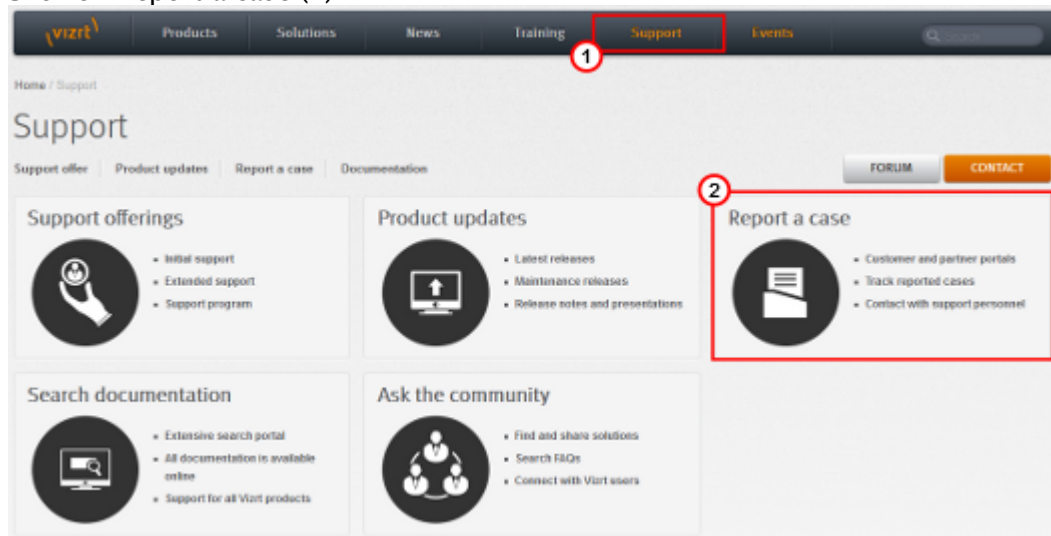 (vizrt)
Products
Solutions
News
Training
Support
Events
Search
1
Home / Support
Support
Support offer
Product updates
Report a case
Documentation
FORUM
CONTACT
2
Support offerings
Initial support
Extended support
Support program
Product updates
Latest releases
Maintenance releases
Release notes and presentations
Report a case
Customer and partner portals
Track reported cases
Contact with support personnel
Search documentation
Extensive search portal
All documentation is available
online
Support for all Vizrt products
Ask the community
Find and share solutions
Search FAQs
Connect with Vizrt users